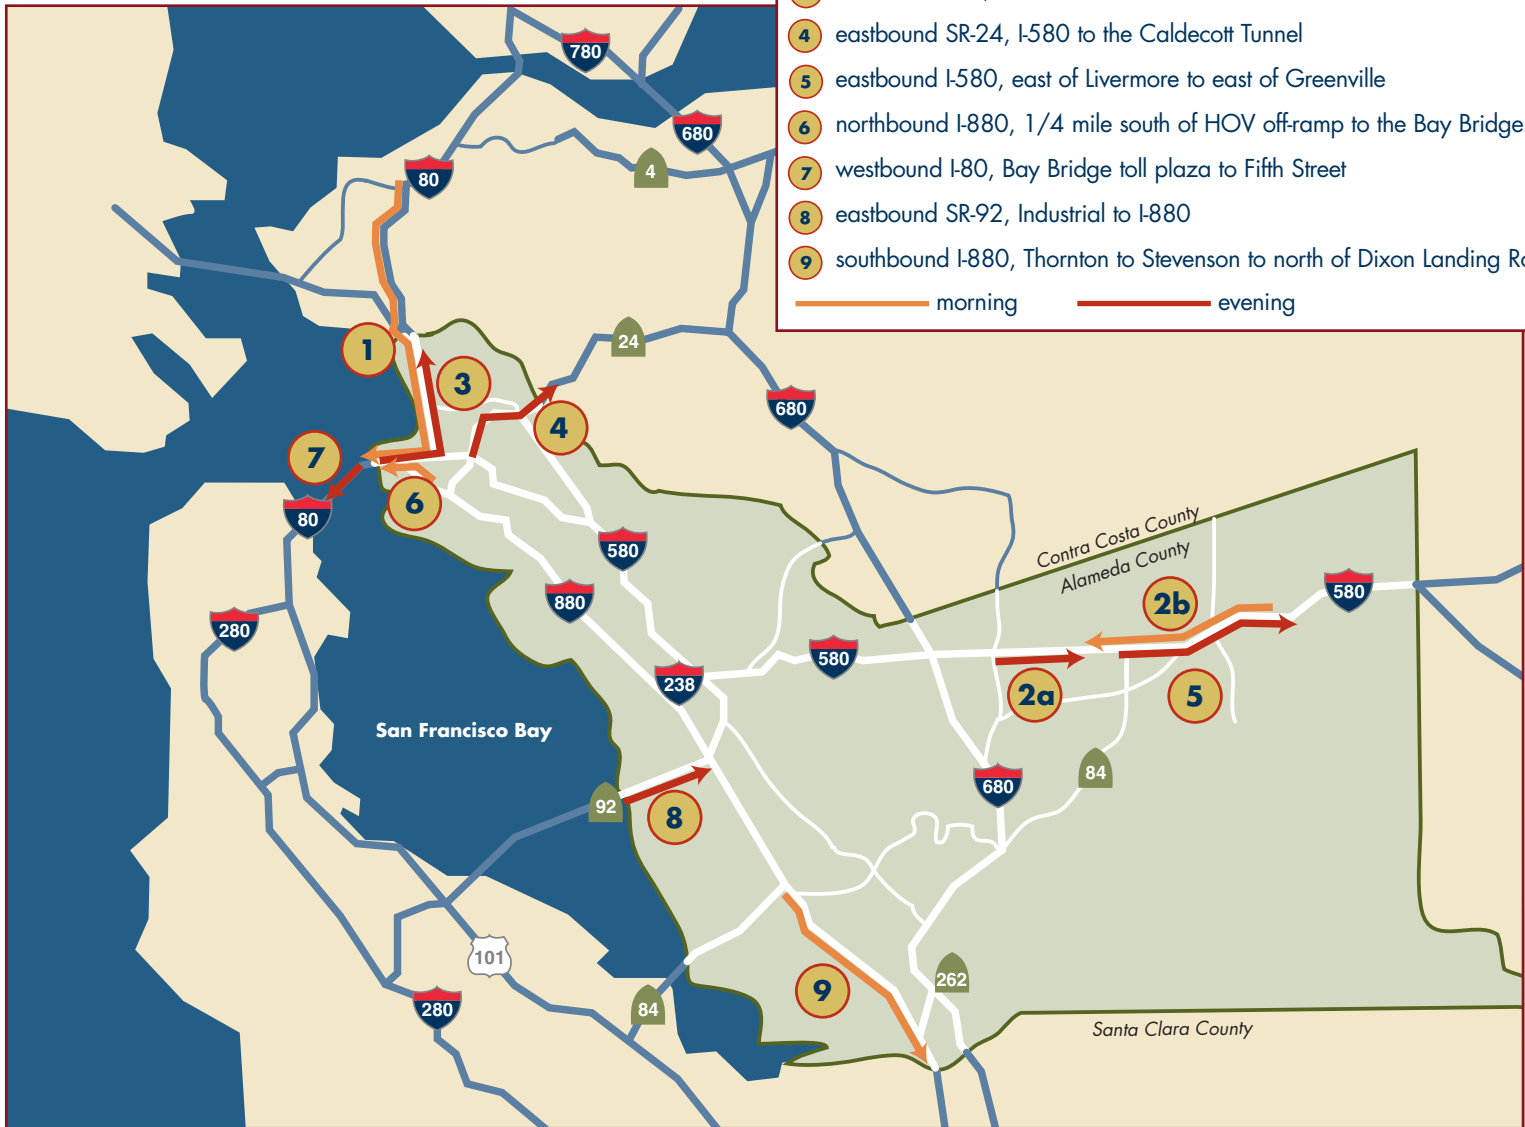 4 eastbound SR-24, I-580 to the Caldecott Tunnel
5 eastbound I-580, east of Livermore to east of Greenville
6 northbound I-880, 1/4 mile south of HOV off-ramp to the Bay Bridge
7 westbound I-80, Bay Bridge toll plaza to Fifth Street
8 eastbound SR-92, Industrial to I-880
9 southbound I-880, Thornton to Stevenson to north of Dixon Landing
morning evening
780
680
80
4
24
1
3
680
4
7
6
80
580
Contra Costa County
Alameda County
880
2b
580
280
580
238
2a
5
San Francisco Bay
84
680
92
8
101
262
9
280
84
Santa Clara County